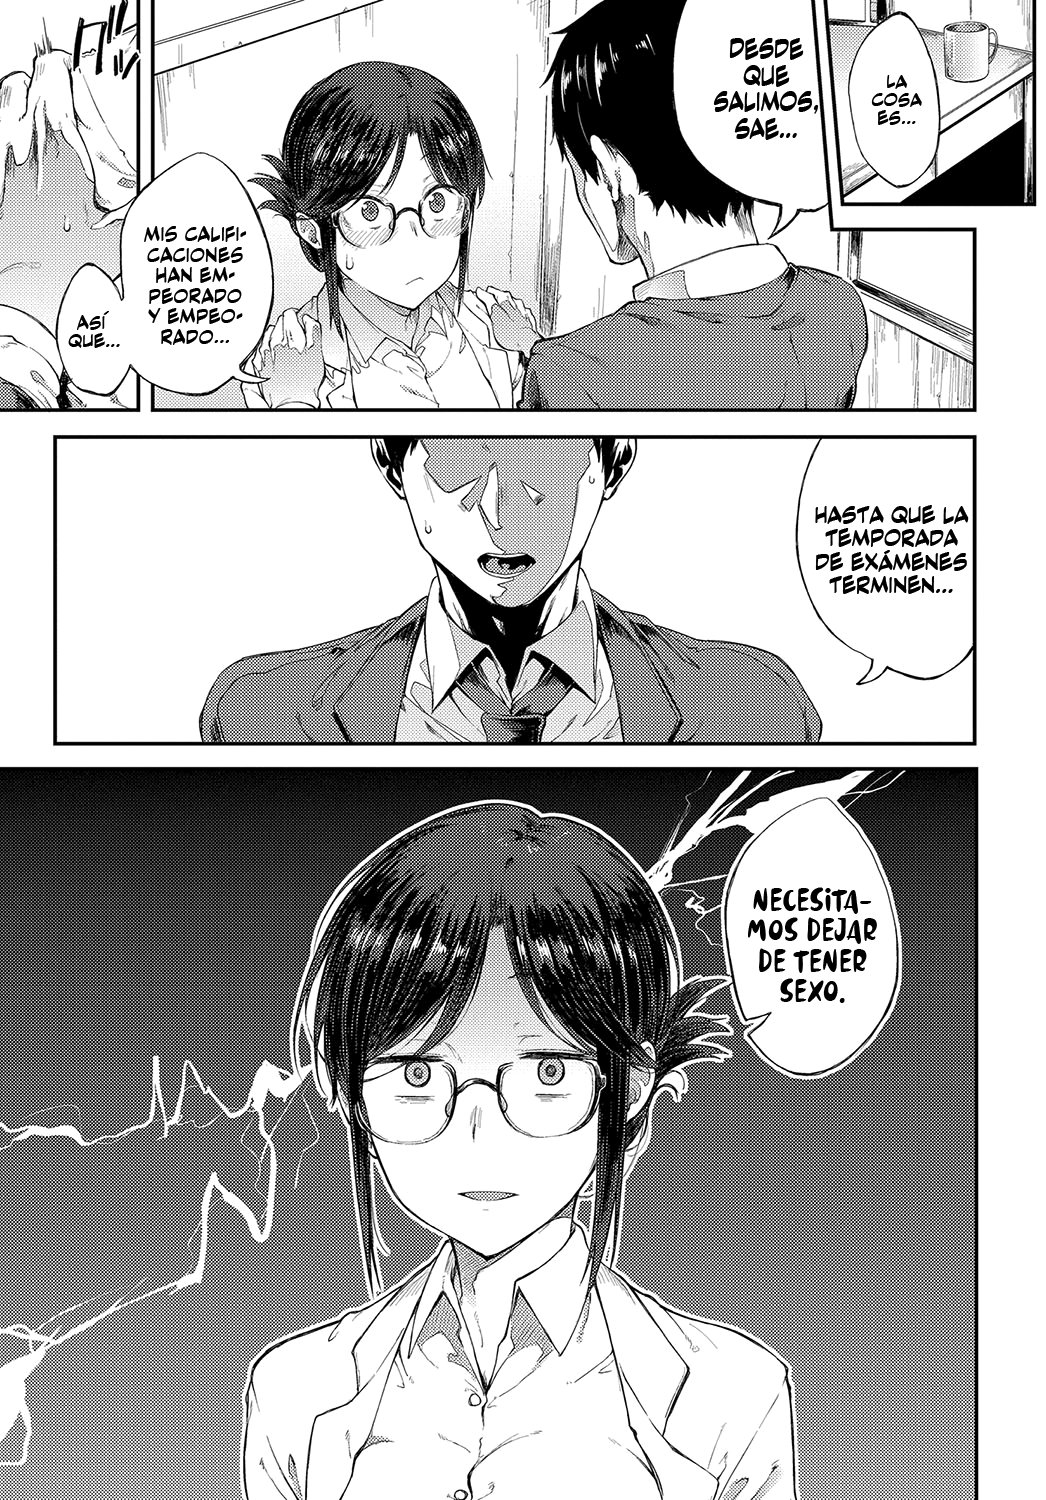 LA
COSA
ES...
DESDE
QUE
SALIMOS,
SAE...
MIS CALIFI-
CACIONES
HAN EM-
PEORADO
Y EMPEO-
RADO...
ASÍ
QUE...
HASTA QUE LA
TEMPORADA
DE EXÁMENES
TERMINEN...
NECESITA-
MOS DEJAR
DE TENER
SEXO.